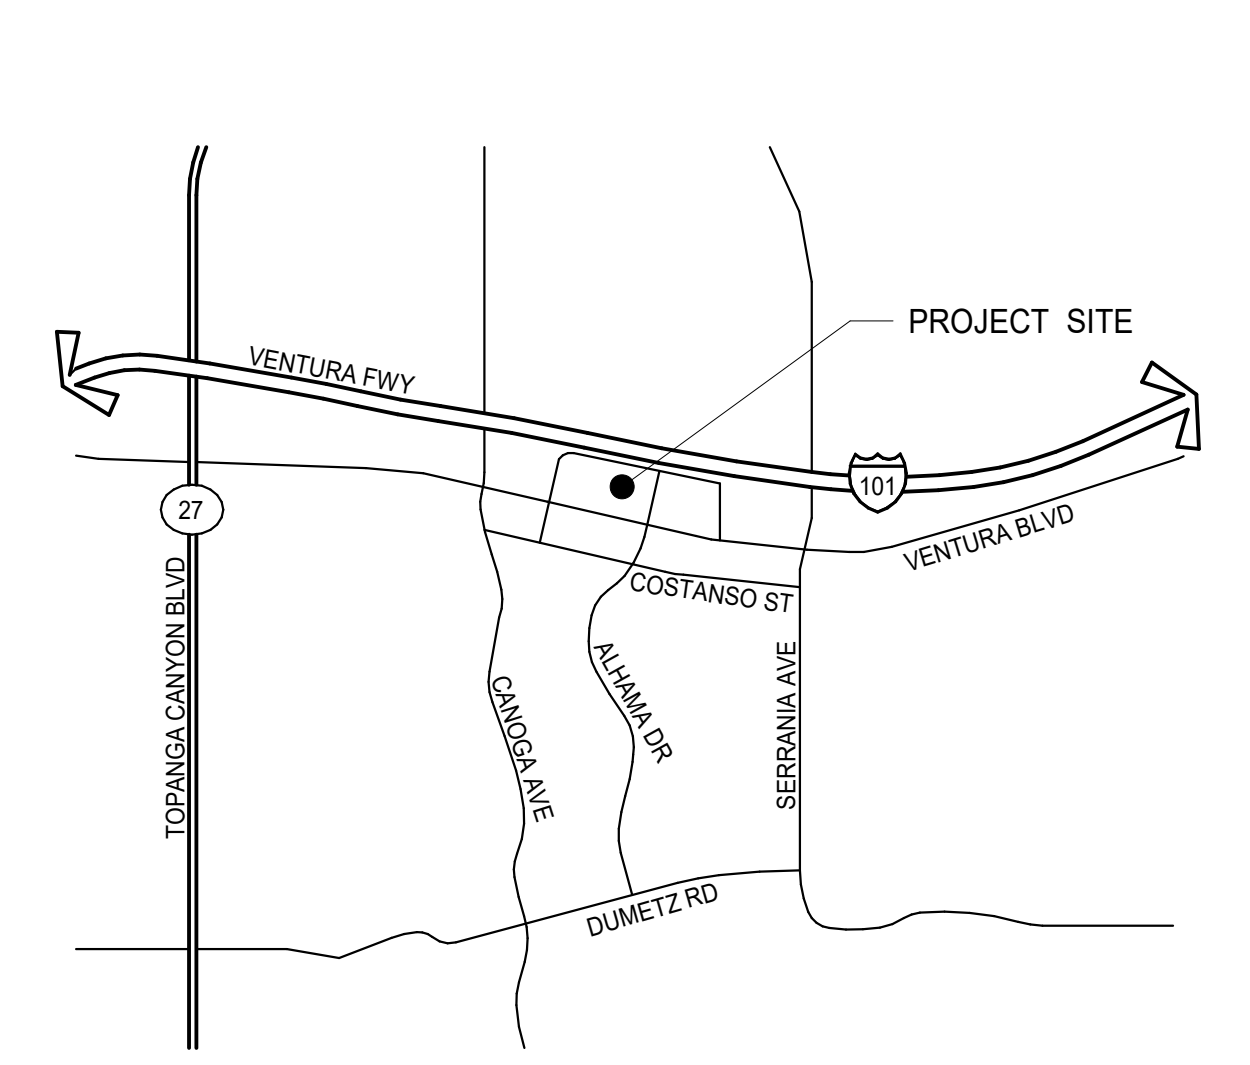 PROJECT SITE
VENTURA FWY
101
27
VENTURA BLVD
COSTANSO ST
TOPANGA CANYON BLVD
ALHAMA DR
SERRANIA AVE
CANOGA AVE
DUMETZ RD